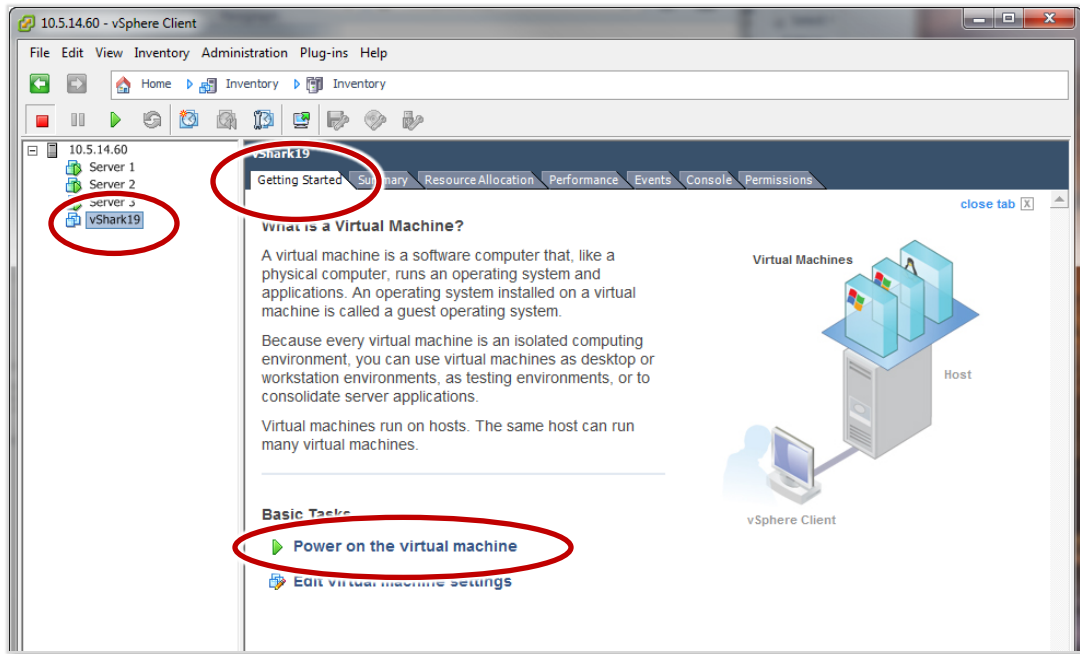 10.5.14.60 - vSphere Client
File Edit View Inventory Administration Plug-ins Help
Home Inventory Inventory
10.5.14.60
Server 1
Server 2
Server 3
vShark19
vShark19
Getting Started Summary Resource Allocation Performance Events Console Permissions
close tab X
What is a Virtual Machine?
A virtual machine is a software computer that, like a
physical computer, runs an operating system and
applications. An operating system installed on a virtual
machine is called a guest operating system.
Because every virtual machine is an isolated computing
environment, you can use virtual machines as desktop or
workstation environments, as testing environments, or to
consolidate server applications.
Virtual machines run on hosts. The same host can run
many virtual machines.
Virtual Machines
Host
vSphere Client
Basic Tasks
Power on the virtual machine
Edit virtual machine settings